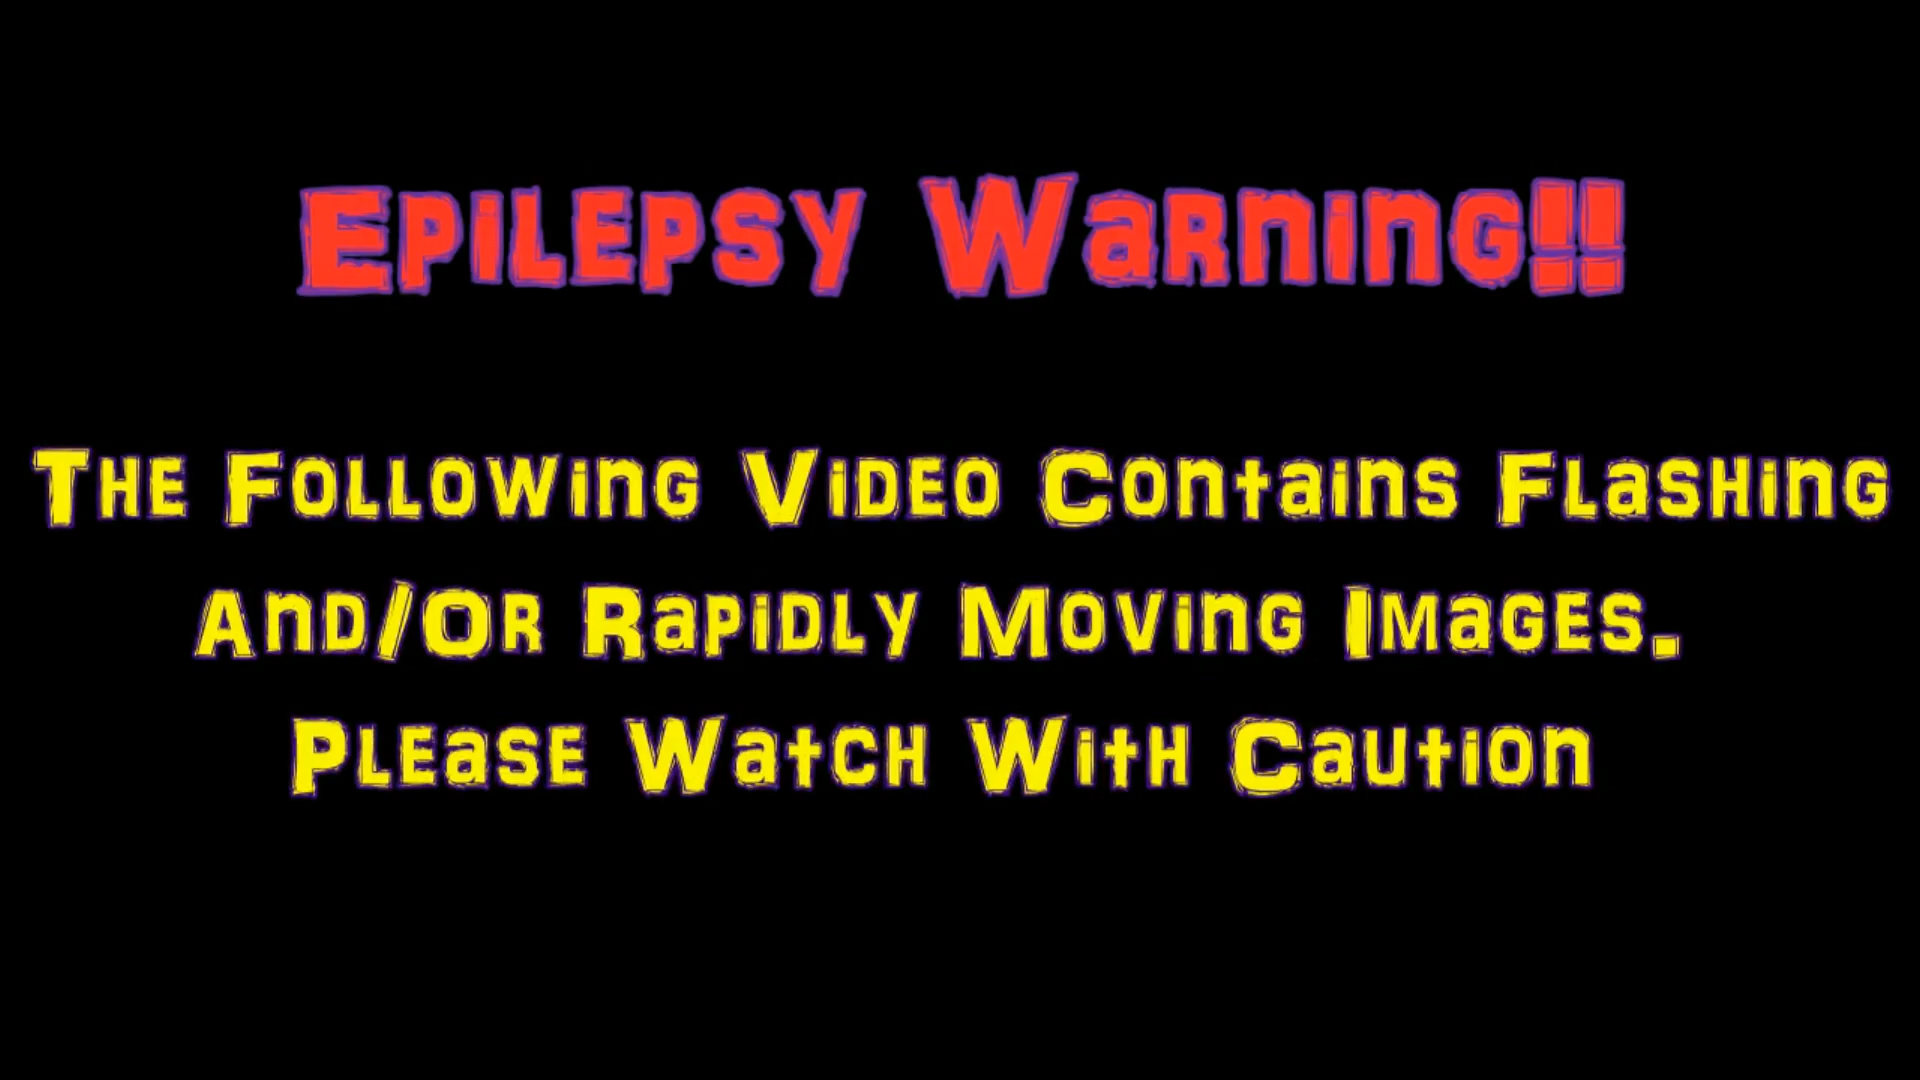 Epilepsy Warning!!
The Following Video Contains Flashing
and/or Rapidly Moving Images.
Please Watch With Caution